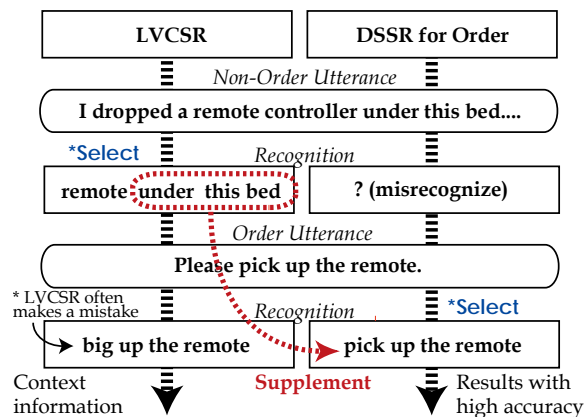 LVCSR
DSSR for Order
Non-Order Utterance
I dropped a remote controller under this bed....
*Select
Recognition
remote under this bed
? (misrecognize)
Order Utterance
Please pick up the remote.
* LVCSR often
makes a mistake
Recognition
*Select
big up the remote
pick up the remote
Context
information
Supplement
Results with
high accuracy